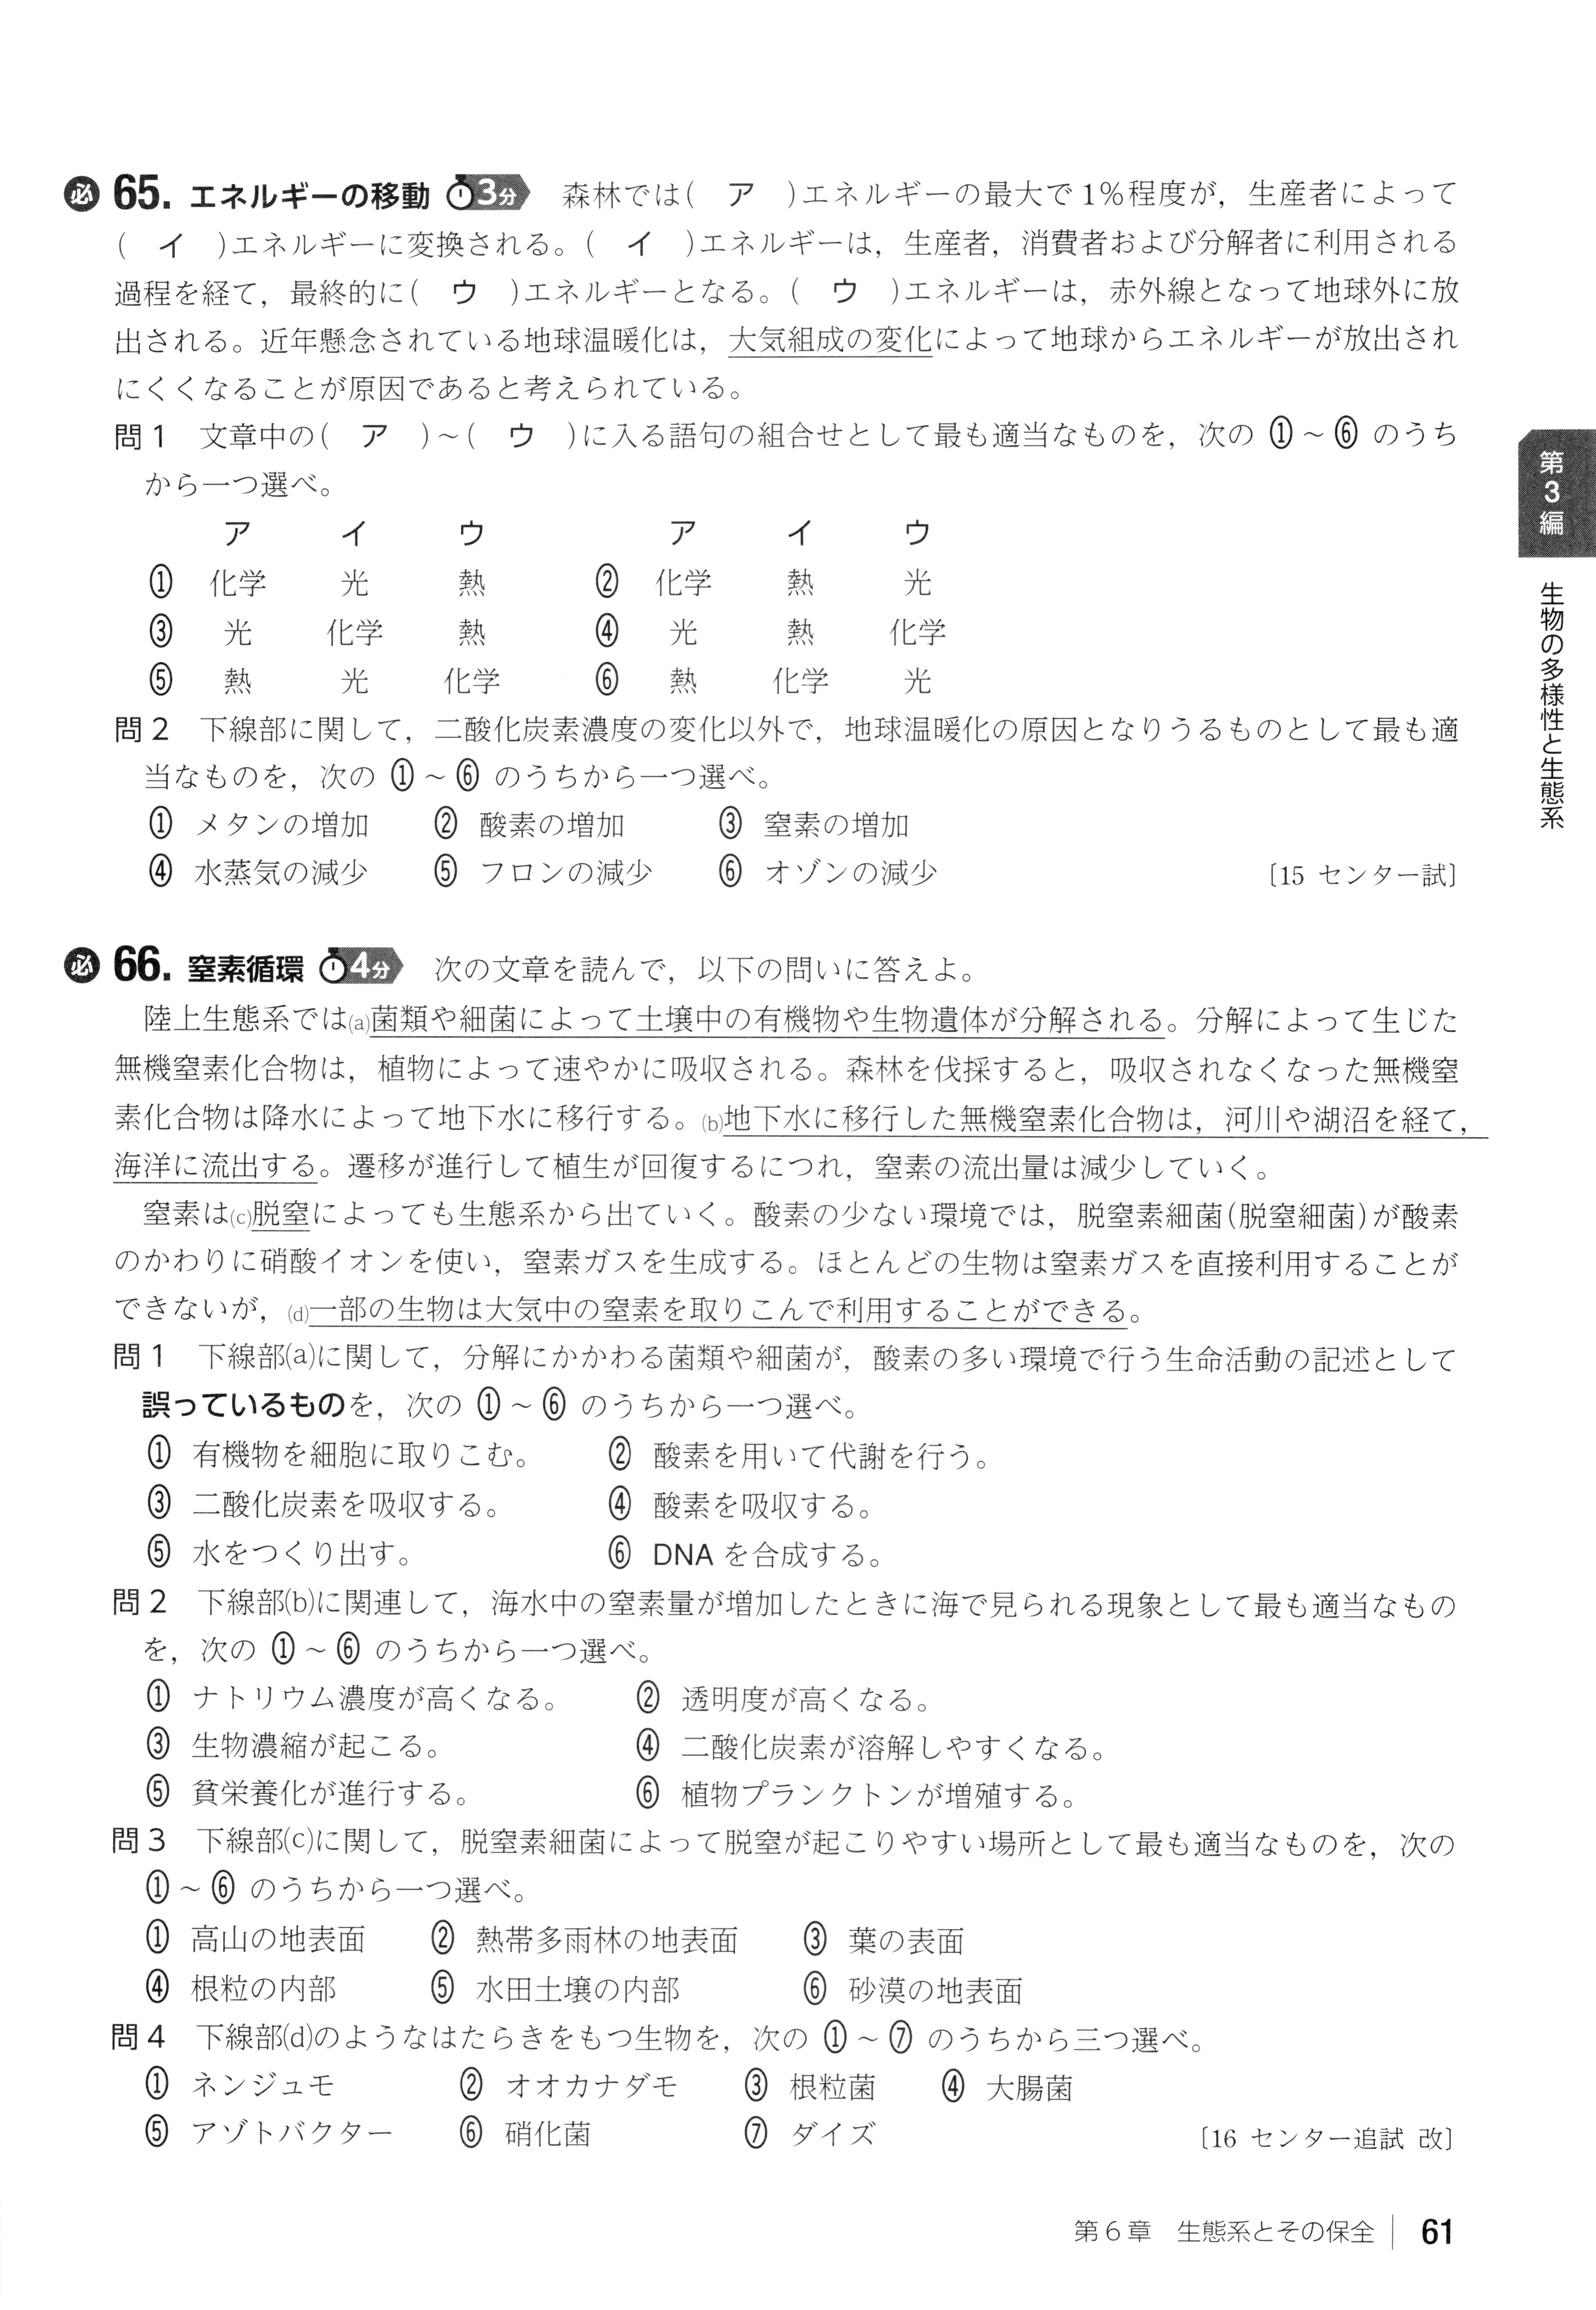 必 65. エネルギーの移動 3分 森林では( ア )エネルギーの最大で1%程度が，生産者によって
( イ )エネルギーに変換される。( イ )エネルギーは，生産者，消費者および分解者に利用される
過程を経て，最終的に( ウ )エネルギーとなる。( ウ )エネルギーは，赤外線となって地球外に放
出される。近年懸念されている地球温暖化は，大気組成の変化によって地球からエネルギーが放出され
にくくなることが原因であると考えられている。
問1 文章中の( ア )～( ウ )に入る語句の組合せとして最も適当なものを，次の ①～⑥ のうち
から一つ選べ。
ア イ ウ ア イ ウ
① 化学 光 熱 ② 化学 熱 光
③ 光 化学 熱 ④ 光 熱 化学
⑤ 熱 光 化学 ⑥ 熱 化学 光
問2 下線部に関して，二酸化炭素濃度の変化以外で，地球温暖化の原因となりうるものとして最も適
当なものを，次の ①～⑥ のうちから一つ選べ。
① メタンの増加 ② 酸素の増加 ③ 窒素の増加
④ 水蒸気の減少 ⑤ フロンの減少 ⑥ オゾンの減少 〔15 センター試〕
必 66. 窒素循環 4分 次の文章を読んで，以下の問いに答えよ。
陸上生態系では(a)菌類や細菌によって土壌中の有機物や生物遺体が分解される。分解によって生じた
無機窒素化合物は，植物によって速やかに吸収される。森林を伐採すると，吸収されなくなった無機窒
素化合物は降水によって地下水に移行する。(b)地下水に移行した無機窒素化合物は，河川や湖沼を経て，
海洋に流出する。遷移が進行して植生が回復するにつれ，窒素の流出量は減少していく。
窒素は(c)脱窒によっても生態系から出ていく。酸素の少ない環境では，脱窒素細菌(脱窒細菌)が酸素
のかわりに硝酸イオンを使い，窒素ガスを生成する。ほとんどの生物は窒素ガスを直接利用することが
できないが，(d)一部の生物は大気中の窒素を取りこんで利用することができる。
問1 下線部(a)に関して，分解にかかわる菌類や細菌が，酸素の多い環境で行う生命活動の記述として
誤っているものを，次の ①～⑥ のうちから一つ選べ。
① 有機物を細胞に取りこむ。 ② 酸素を用いて代謝を行う。
③ 二酸化炭素を吸収する。 ④ 酸素を吸収する。
⑤ 水をつくり出す。 ⑥ DNA を合成する。
問2 下線部(b)に関連して，海水中の窒素量が増加したときに海で見られる現象として最も適当なもの
を，次の ①～⑥ のうちから一つ選べ。
① ナトリウム濃度が高くなる。 ② 透明度が高くなる。
③ 生物濃縮が起こる。 ④ 二酸化炭素が溶解しやすくなる。
⑤ 貧栄養化が進行する。 ⑥ 植物プランクトンが増殖する。
問3 下線部(c)に関して，脱窒素細菌によって脱窒が起こりやすい場所として最も適当なものを，次の
①～⑥ のうちから一つ選べ。
① 高山の地表面 ② 熱帯多雨林の地表面 ③ 葉の表面
④ 根粒の内部 ⑤ 水田土壌の内部 ⑥ 砂漠の地表面
問4 下線部(d)のようなはたらきをもつ生物を，次の ①～⑦ のうちから三つ選べ。
① ネンジュモ ② オオカナダモ ③ 根粒菌 ④ 大腸菌
⑤ アゾトバクター ⑥ 硝化菌 ⑦ ダイズ 〔16 センター追試 改〕
第3編
生物の多様性と生態系
第6章 生態系とその保全 61